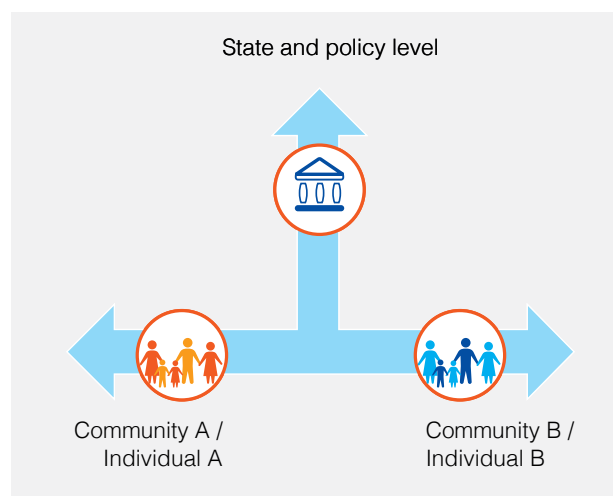 State and policy level
Community A /
Individual A
Community B /
Individual B